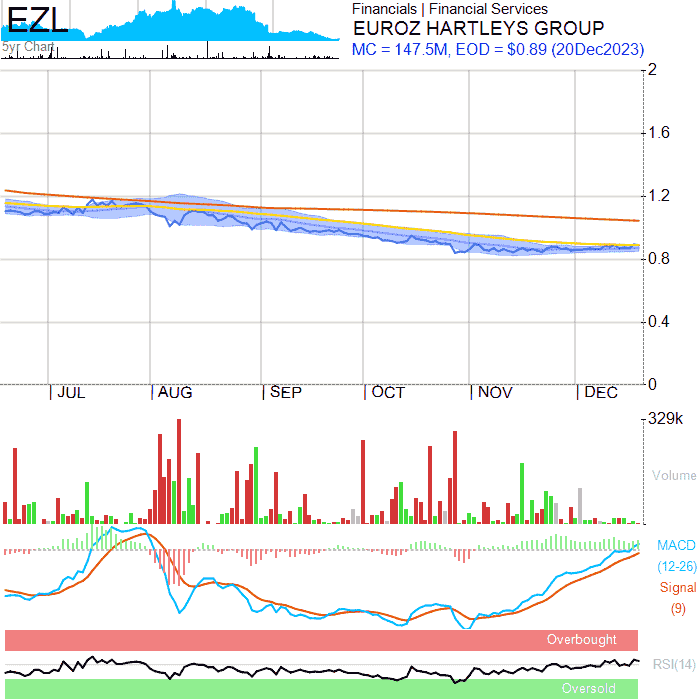 EZL
5yr Chart
Financials | Financial Services
EUROZ HARTLEYS GROUP
MC = 147.5M, EOD = $0.89 (20Dec2023)
2
1.6
1.2
0.8
0.4
0
JUL AUG SEP OCT NOV DEC
329k
Volume
MACD
(12-26)
Signal
(9)
Overbought
RSI(14)
Oversold